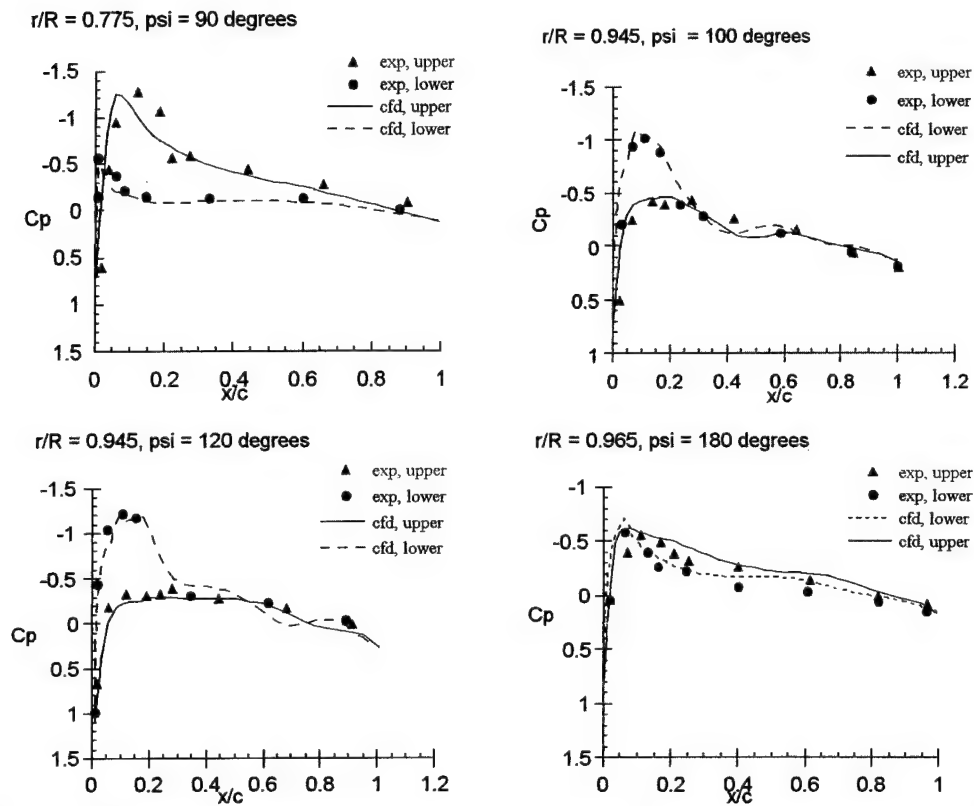 r/R = 0.775, psi = 90 degrees
-1.5
-1
-0.5
Cp
0
0.5
1
1.5
0 0.2 0.4 0.6 0.8 1
x/c
exp, upper
exp, lower
cfd, upper
cfd, lower
r/R = 0.945, psi = 100 degrees
-1.5
-1
-0.5
Cp
0
0.5
1
0 0.2 0.4 0.6 0.8 1 1.2
x/c
exp, upper
exp, lower
cfd, lower
cfd, upper
r/R = 0.945, psi = 120 degrees
-1.5
-1
-0.5
Cp
0
0.5
1
1.5
0 0.2 0.4 0.6 0.8 1 1.2
x/c
exp, upper
exp, lower
cfd, upper
cfd, lower
r/R = 0.965, psi = 180 degrees
-1
-0.5
Cp
0
0.5
1
1.5
0 0.2 0.4 0.6 0.8 1
x/c
exp, upper
exp, lower
cfd, lower
cfd, upper